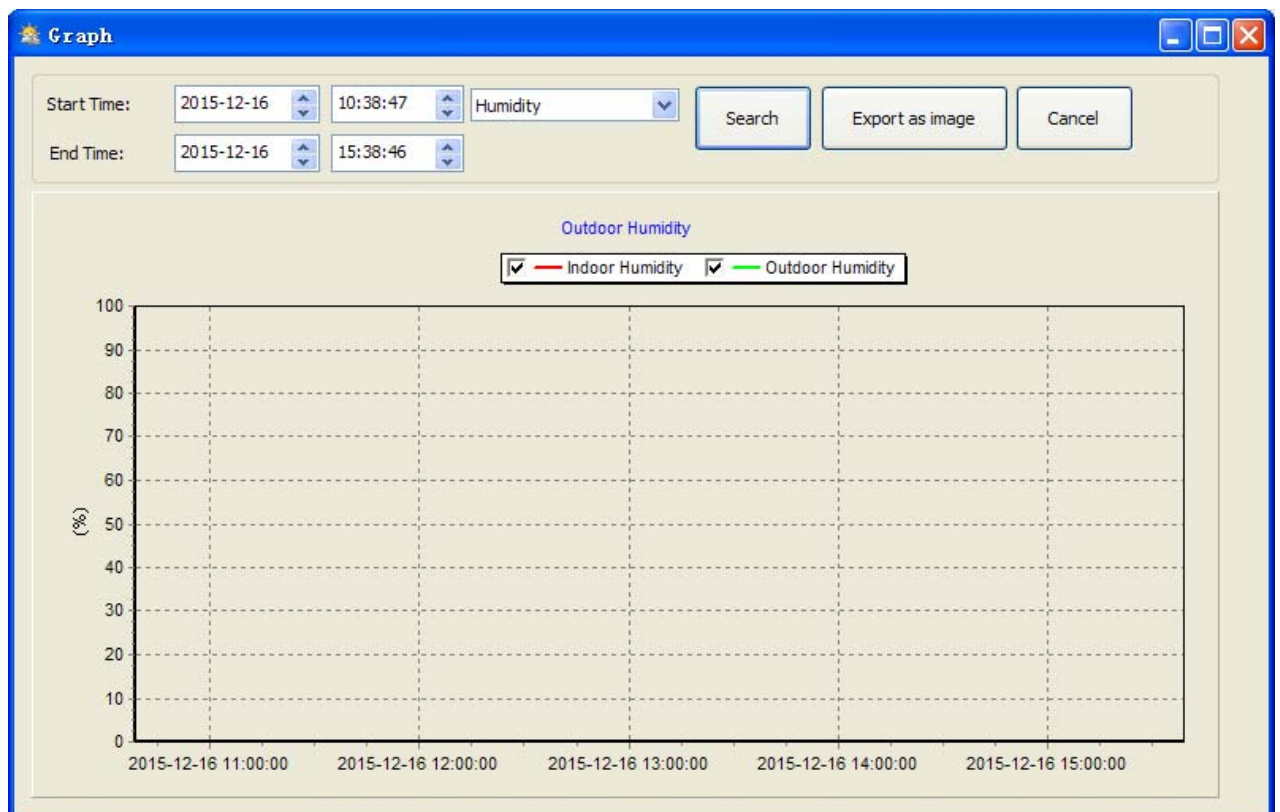 Graph
Start Time: 2015-12-16 10:38:47 Humidity Search Export as image Cancel
End Time: 2015-12-16 15:38:46
Outdoor Humidity
Indoor Humidity Outdoor Humidity
100
90
80
70
60
(%)
50
40
30
20
10
0
2015-12-16 11:00:00 2015-12-16 12:00:00 2015-12-16 13:00:00 2015-12-16 14:00:00 2015-12-16 15:00:00